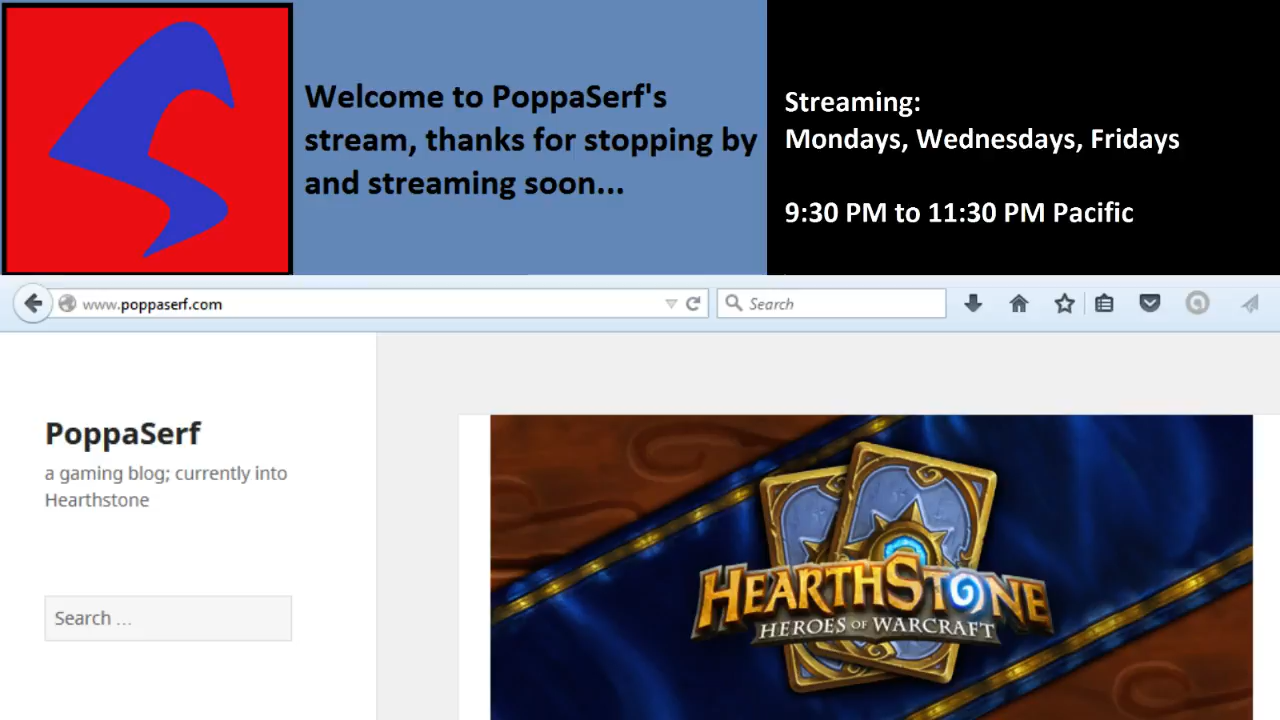 Welcome to PoppaSerf's
stream, thanks for stopping by
and streaming soon...
Streaming:
Mondays, Wednesdays, Fridays
9:30 PM to 11:30 PM Pacific
www.poppaserf.com
Search
PoppaSerf
a gaming blog; currently into
Hearthstone
Search ...
HEARTHSTONE
HEROES OF WARCRAFT